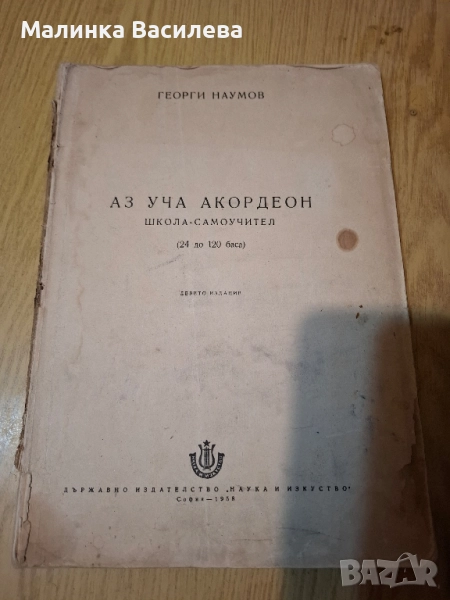 Малинка Василева
ГЕОРГИ НАУМОВ
АЗ УЧА АКОРДЕОН
ШКОЛА-САМОУЧИТЕЛ
(24 до 120 баса)
ДЕВЕТО ИЗДАНИЕ
ДЪРЖАВНО ИЗДАТЕЛСТВО „НАУКА И ИЗКУСТВО"
София — 1958
BAZAR